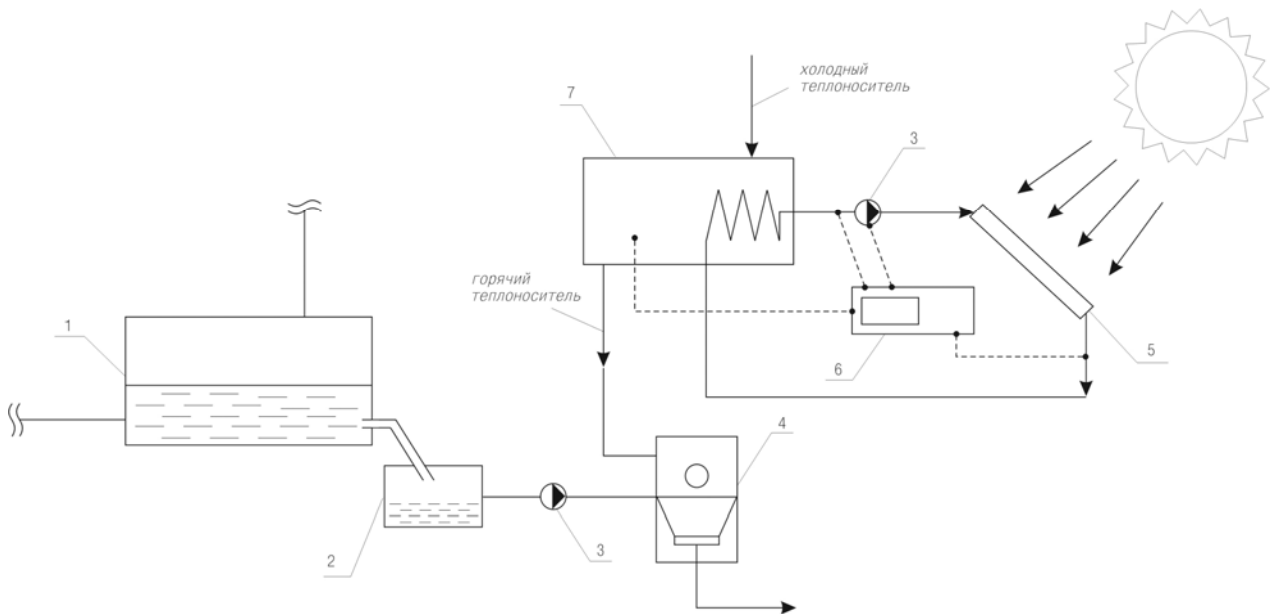 холодный
теплоноситель
7
3
горячий
теплоноситель
1
6
5
4
2
3